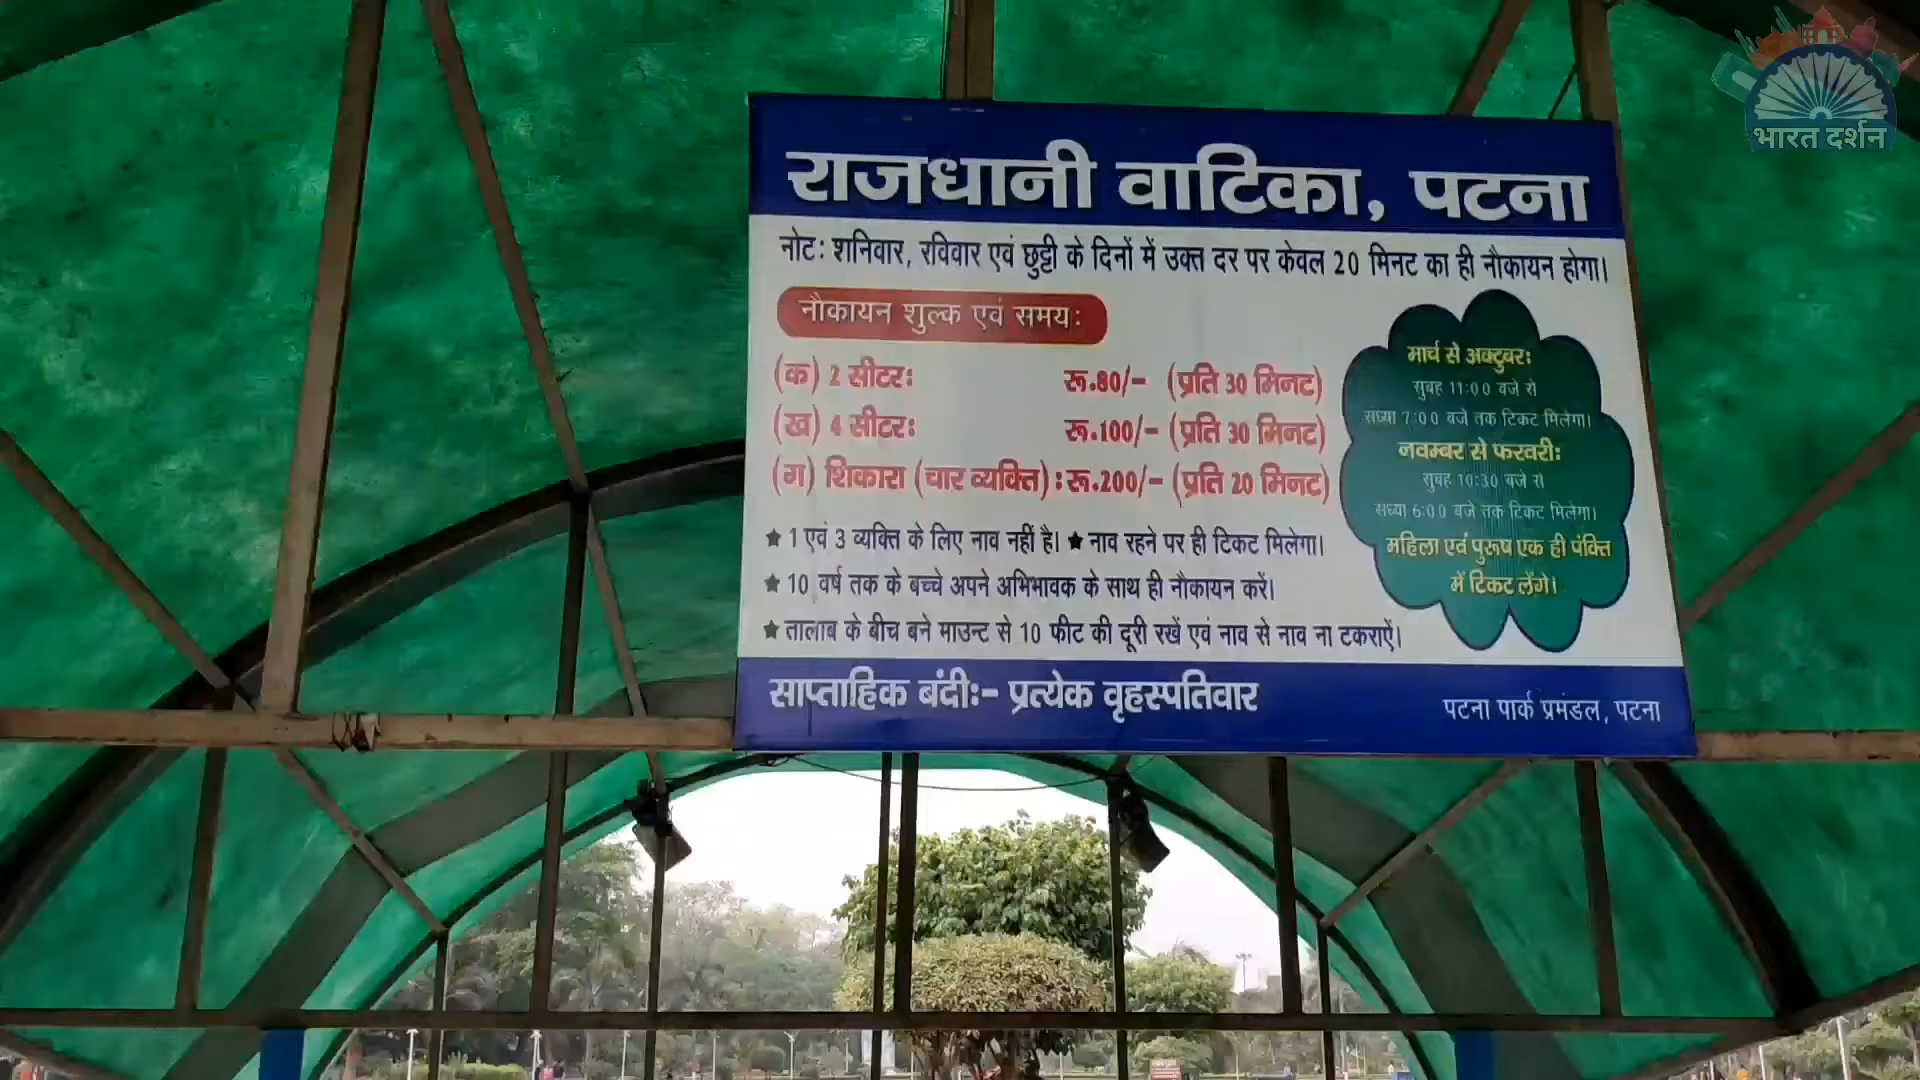 भारत दर्शन
राजधानी वाटिका, पटना
नोटः शनिवार, रविवार एवं छुट्टी के दिनों में उक्त दर पर केवल 20 मिनट का ही नौकायन होगा।
नौकायन शुल्क एवं समयः
(क) 2 सीटरः रू.80/- (प्रति 30 मिनट)
(ख) 4 सीटरः रू.100/- (प्रति 30 मिनट)
(ग) शिकारा (चार व्यक्ति) : रू.200/- (प्रति 20 मिनट)
★ 1 एवं 3 व्यक्ति के लिए नाव नहीं है। ★ नाव रहने पर ही टिकट मिलेगा।
★ 10 वर्ष तक के बच्चे अपने अभिभावक के साथ ही नौकायन करें।
★ तालाब के बीच बने माउन्ट से 10 फीट की दूरी रखें एवं नाव से नाव ना टकराऐं।
मार्च से अक्टुबरः
सुबह 11:00 बजे से
संध्या 7:00 बजे तक टिकट मिलेगा।
नवम्बर से फरवरीः
सुबह 10:30 बजे से
संध्या 6:00 बजे तक टिकट मिलेगा।
महिला एवं पुरूष एक ही पंक्ति
में टिकट लेंगे।
साप्ताहिक बंदीः- प्रत्येक वृहस्पतिवार
पटना पार्क प्रमंडल, पटना